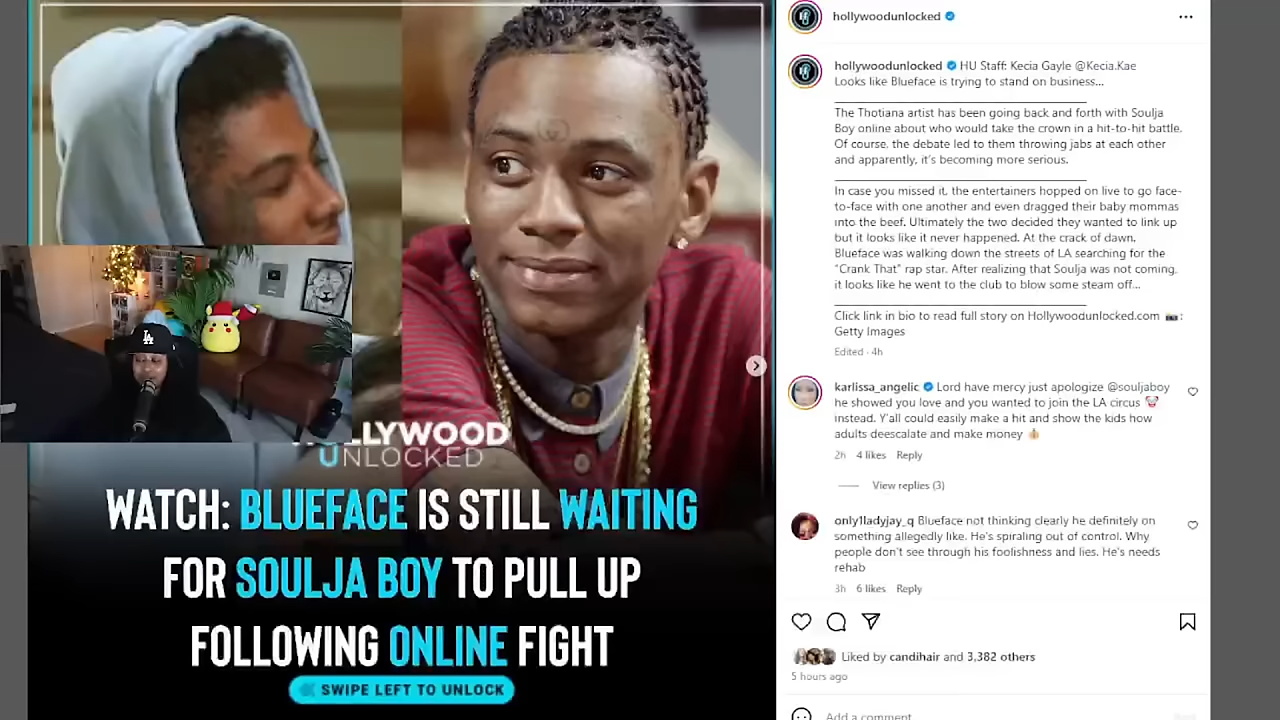 LA
HOLLYWOOD
UNLOCKED
WATCH: BLUEFACE IS STILL WAITING
FOR SOULJA BOY TO PULL UP
FOLLOWING ONLINE FIGHT
SWIPE LEFT TO UNLOCK
hollywoodunlocked
hollywoodunlocked HU Staff: Kecia Gayle @Kecia.Kae
Looks like Blueface is trying to stand on business...
The Thotiana artist has been going back and forth with Soulja
Boy online about who would take the crown in a hit-to-hit battle.
Of course, the debate led to them throwing jabs at each other
and apparently, it's becoming more serious.
In case you missed it, the entertainers hopped on live to go face-
to-face with one another and even dragged their baby mommas
into the beef. Ultimately the two decided they wanted to link up
but it looks like it never happened. At the crack of dawn,
Blueface was walking down the streets of LA searching for the
"Crank That" rap star. After realizing that Soulja was not coming,
it looks like he went to the club to blow some steam off...
Click link in bio to read full story on Hollywoodunlocked.com 📸:
Getty Images
Edited · 4h
karlissa_angelic Lord have mercy just apologize @souljaboy
he showed you love and you wanted to join the LA circus 🤡
instead. Y'all could easily make a hit and show the kids how
adults deescalate and make money 👍🏼
2h 4 likes Reply
View replies (3)
only1ladyjay_q Blueface not thinking clearly he definitely on
something allegedly like. He's spiraling out of control. Why
people don't see through his foolishness and lies. He's needs
rehab
3h 6 likes Reply
Liked by candihair and 3,382 others
5 hours ago
Add a comment